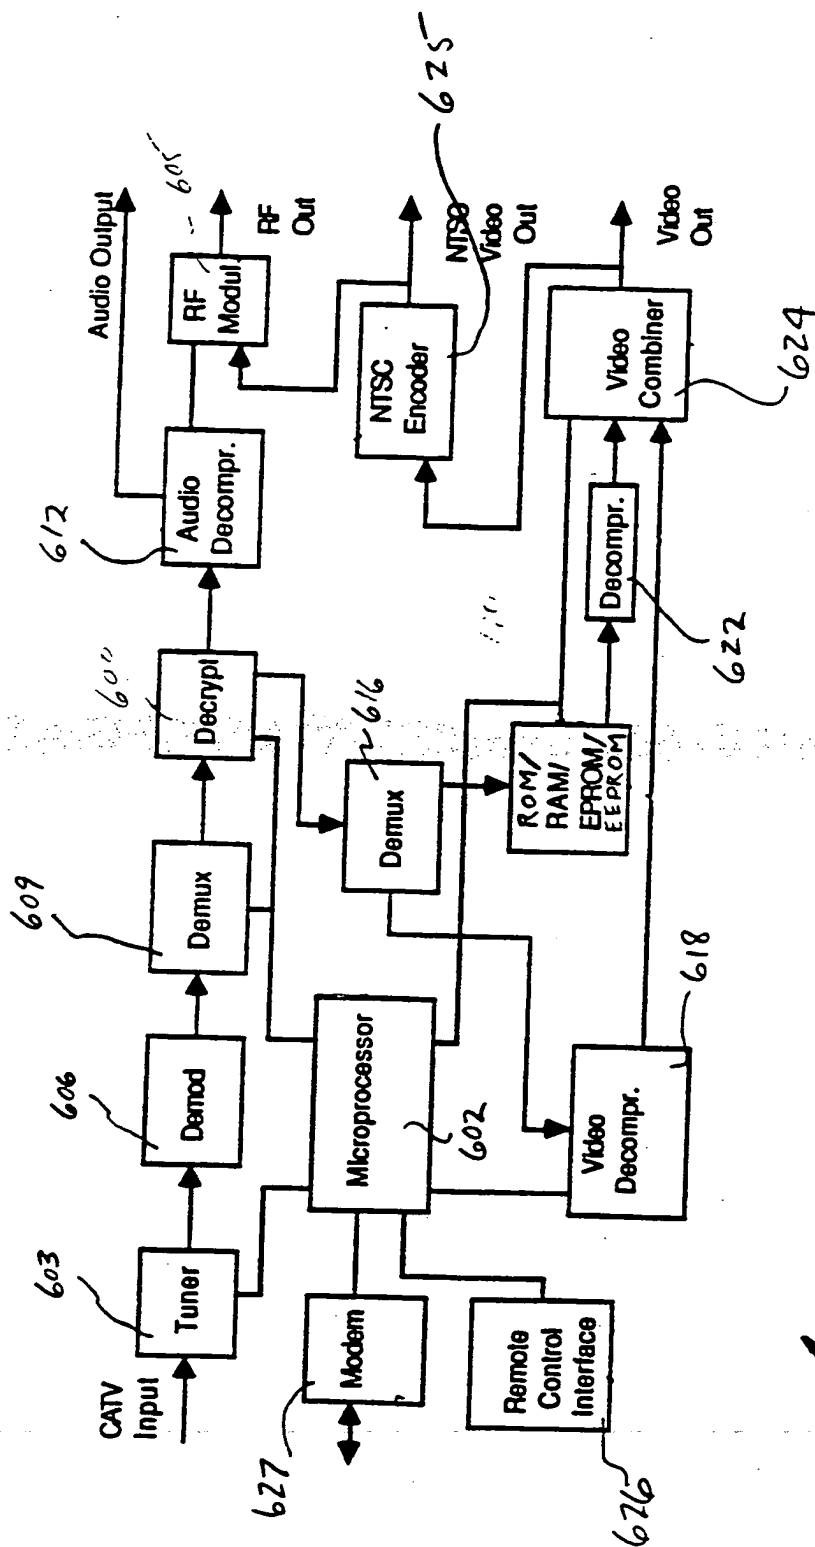 CATV
Input
603
Tuner
606
Demod
609
Demux
Decrypt
612
Audio
Decompr.
Audio Output
605
RF
Modul.
RF
Out
627
Modem
Microprocessor
602
616
Demux
NTSC
Encoder
625
NTSC
Video
Out
626
Remote
Control
Interface
Video
Decompr.
618
ROM/
RAM/
EPROM/
EEPROM
Decompr.
622
Video
Combiner
624
Video
Out